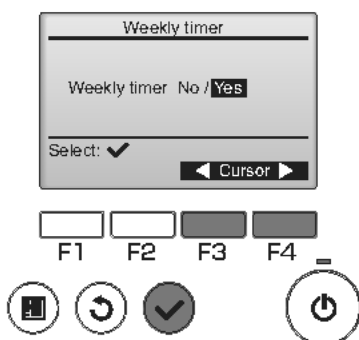 Weekly timer
Weekly timer No / Yes
Select: ✔
◀ Cursor ▶
F1 F2 F3 F4